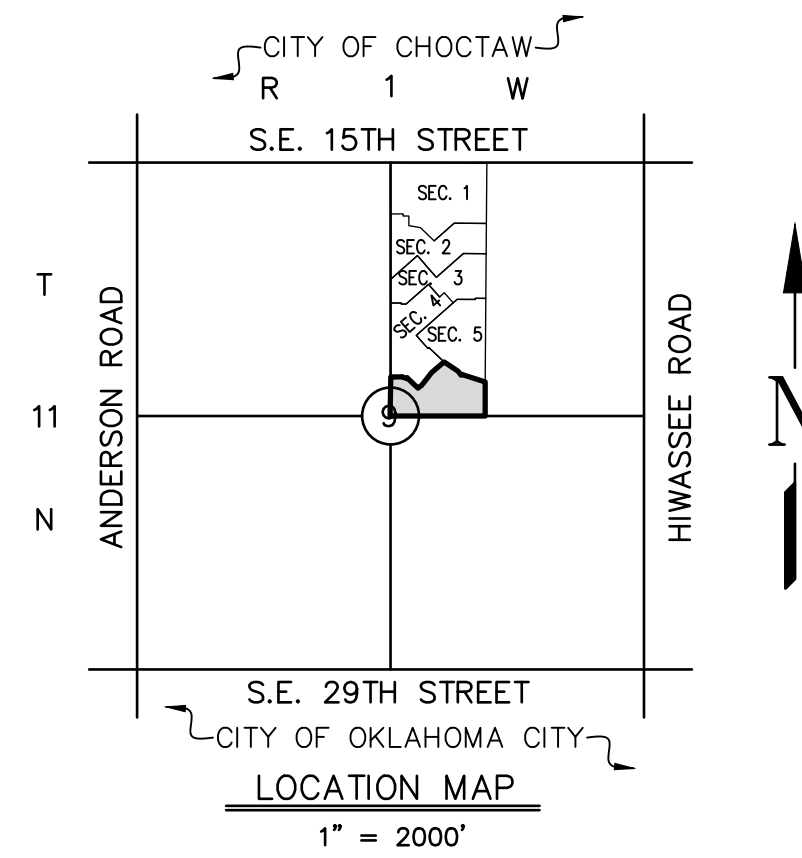 CITY OF CHOCTAW
R 1 W
S.E. 15TH STREET
SEC. 1
SEC. 2
SEC. 3
SEC. 4
SEC. 5
T
11
N
ANDERSON ROAD
HIWASSEE ROAD
9
N
S.E. 29TH STREET
CITY OF OKLAHOMA CITY
LOCATION MAP
1" = 2000'